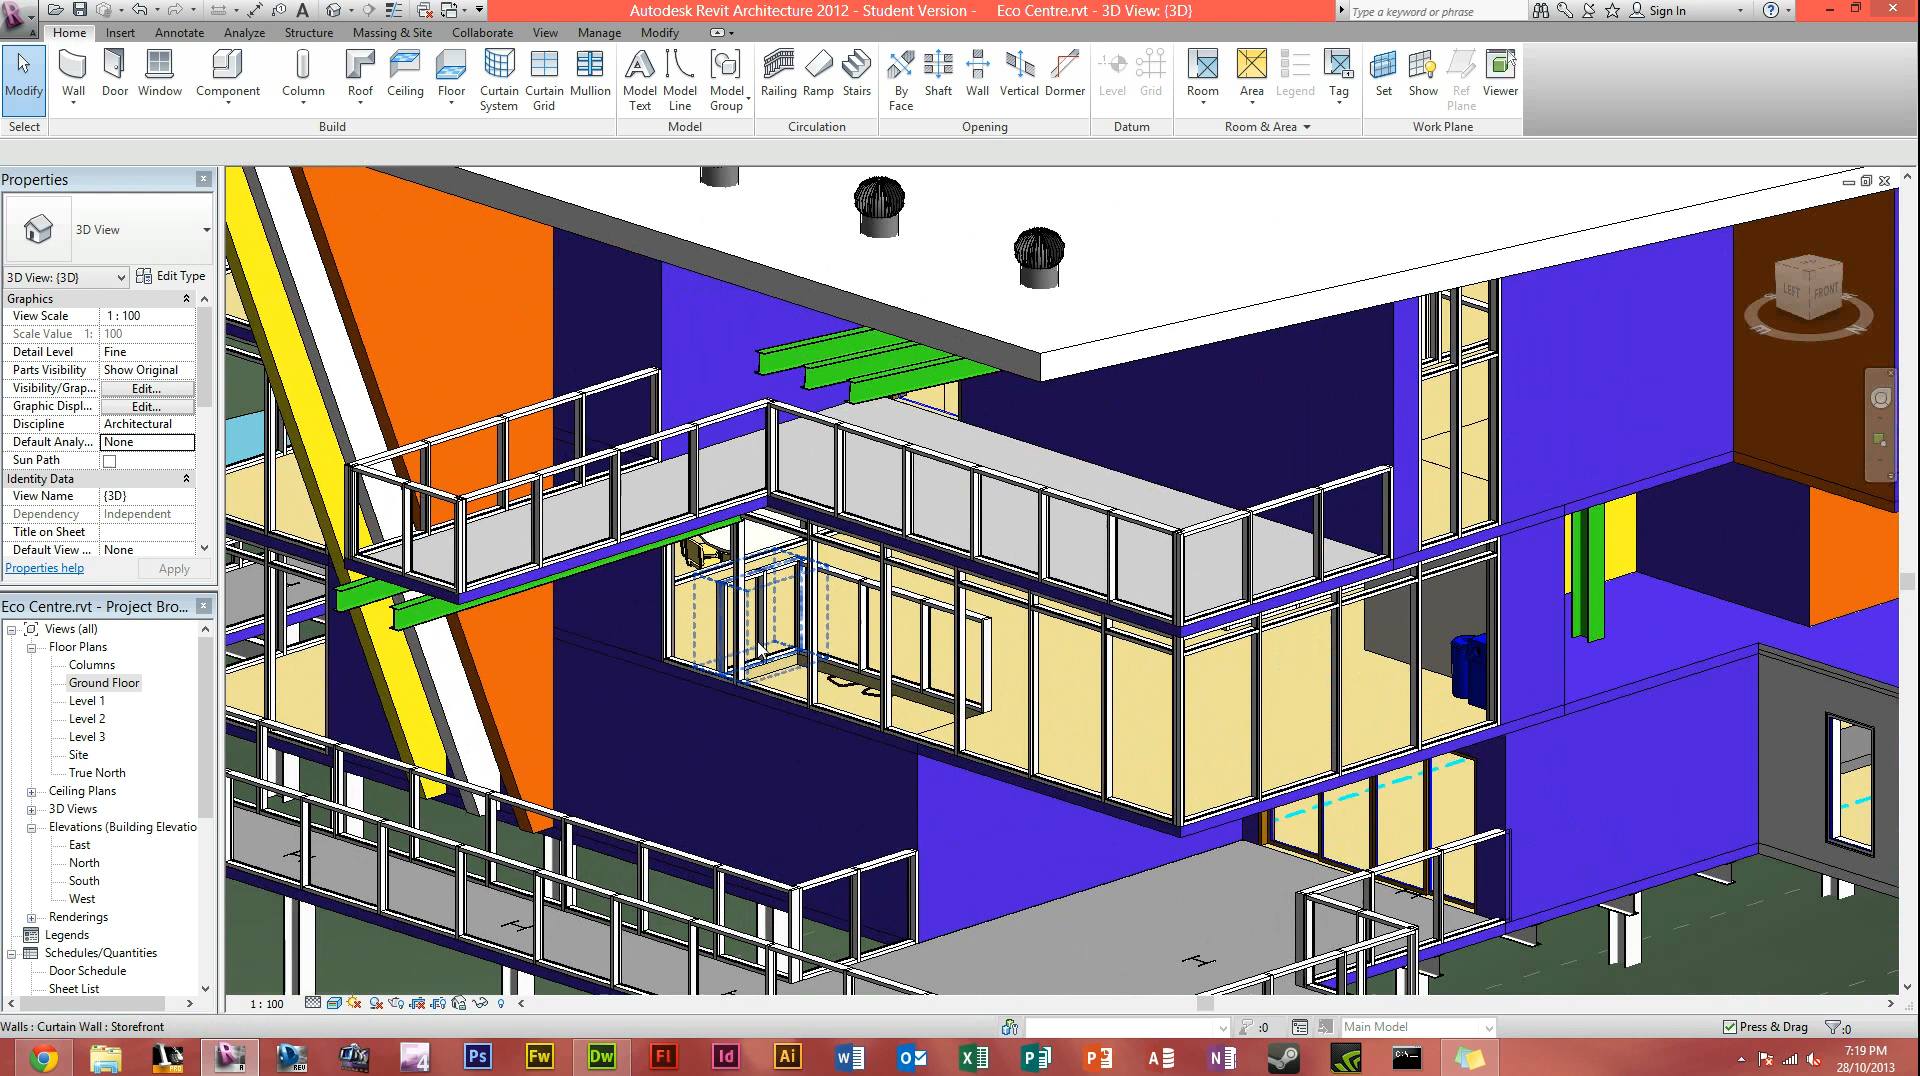 Autodesk Revit Architecture 2012 - Student Version - Eco Centre.rvt - 3D View: {3D}
Type a keyword or phrase
Sign In
Home Insert Annotate Analyze Structure Massing & Site Collaborate View Manage Modify
Modify Wall Door Window Component Column Roof Ceiling Floor Curtain System Curtain Grid Mullion Model Text Model Line Model Group Railing Ramp Stairs By Face Shaft Wall Vertical Dormer Level Grid Room Area Legend Tag Set Show Ref Plane Viewer
Select Build Model Circulation Opening Datum Room & Area Work Plane
Properties
3D View
3D View: {3D} Edit Type
Graphics
View Scale 1 : 100
Scale Value 1: 100
Detail Level Fine
Parts Visibility Show Original
Visibility/Grap... Edit...
Graphic Displ... Edit...
Discipline Architectural
Default Analy... None
Sun Path
Identity Data
View Name {3D}
Dependency Independent
Title on Sheet
Default View ... None
Properties help Apply
Eco Centre.rvt - Project Bro...
Views (all)
Floor Plans
Columns
Ground Floor
Level 1
Level 2
Level 3
Site
True North
Ceiling Plans
3D Views
Elevations (Building Elevatio
East
North
South
West
Renderings
Legends
Schedules/Quantities
Door Schedule
Sheet List
LEFT FRONT
1 : 100
Walls : Curtain Wall : Storefront
:0
Main Model
Press & Drag
:0
Ps Fw Dw Fl Id Ai
7:19 PM
28/10/2013